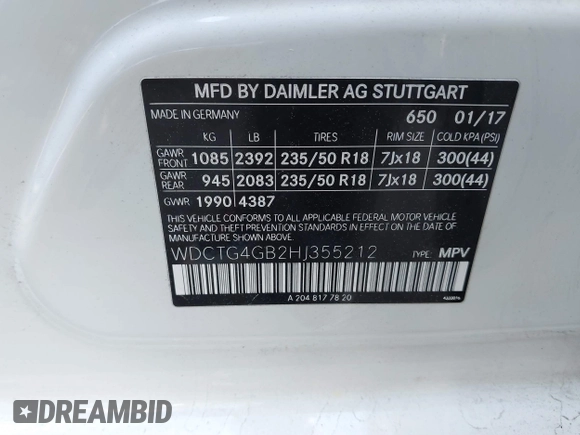 MFD BY DAIMLER AG STUTTGART
MADE IN GERMANY 650 01/17
KG LB TIRES RIM SIZE COLD KPA(PSI)
GAWR FRONT 1085 2392 235/50 R18 7Jx18 300(44)
GAWR REAR 945 2083 235/50 R18 7Jx18 300(44)
GVWR 1990 4387
THIS VEHICLE CONFORMS TO ALL APPLICABLE FEDERAL MOTOR VEHICLE
SAFETY AND THEFT PREVENTION STANDARDS IN EFFECT ON THE DATE
OF MANUFACTURE SHOWN ABOVE.
WDCTG4GB2HJ355212 TYPE: MPV
A 204 817 78 20
DREAMBID